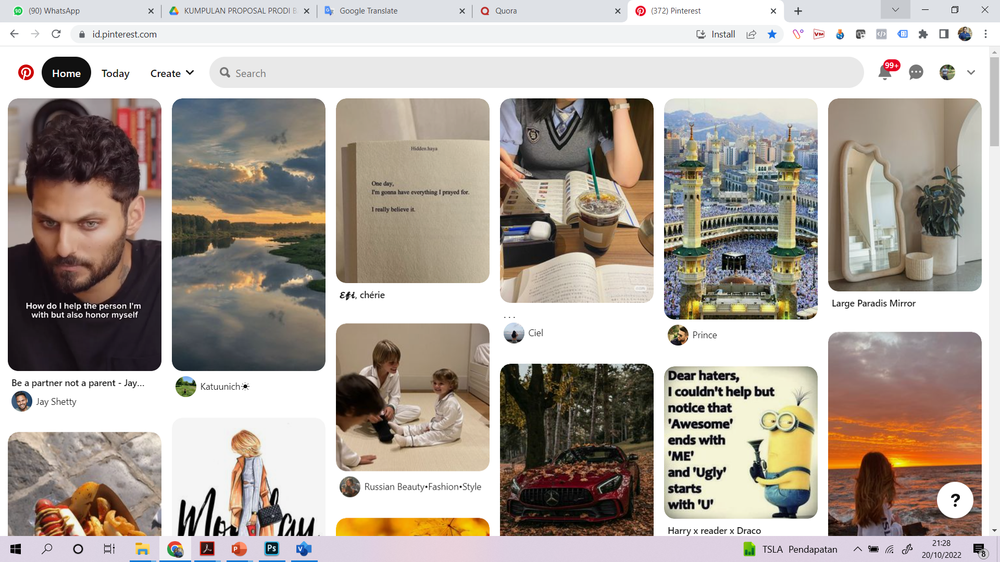 (90) WhatsApp
KUMPULAN PROPOSAL PRODI B
Google Translate
Quora
(372) Pinterest
id.pinterest.com
Install
Home
Today
Create
Search
99+
How do I help the person I'm
with but also honor myself
Be a partner not a parent - Jay...
Jay Shetty
Katuunich☀
Hidden.haya
One day,
I'm gonna have everything I prayed for.
I really believe it.
𝓔𝓯𝓲, chérie
Russian Beauty•Fashion•Style
. . .
Ciel
Prince
Dear haters,
I couldn't help but
notice that
'Awesome'
ends with
'ME'
and 'Ugly'
starts
with 'U'
Harry x reader x Draco
Large Paradis Mirror
?
TSLA Pendapatan
21:28
20/10/2022
8